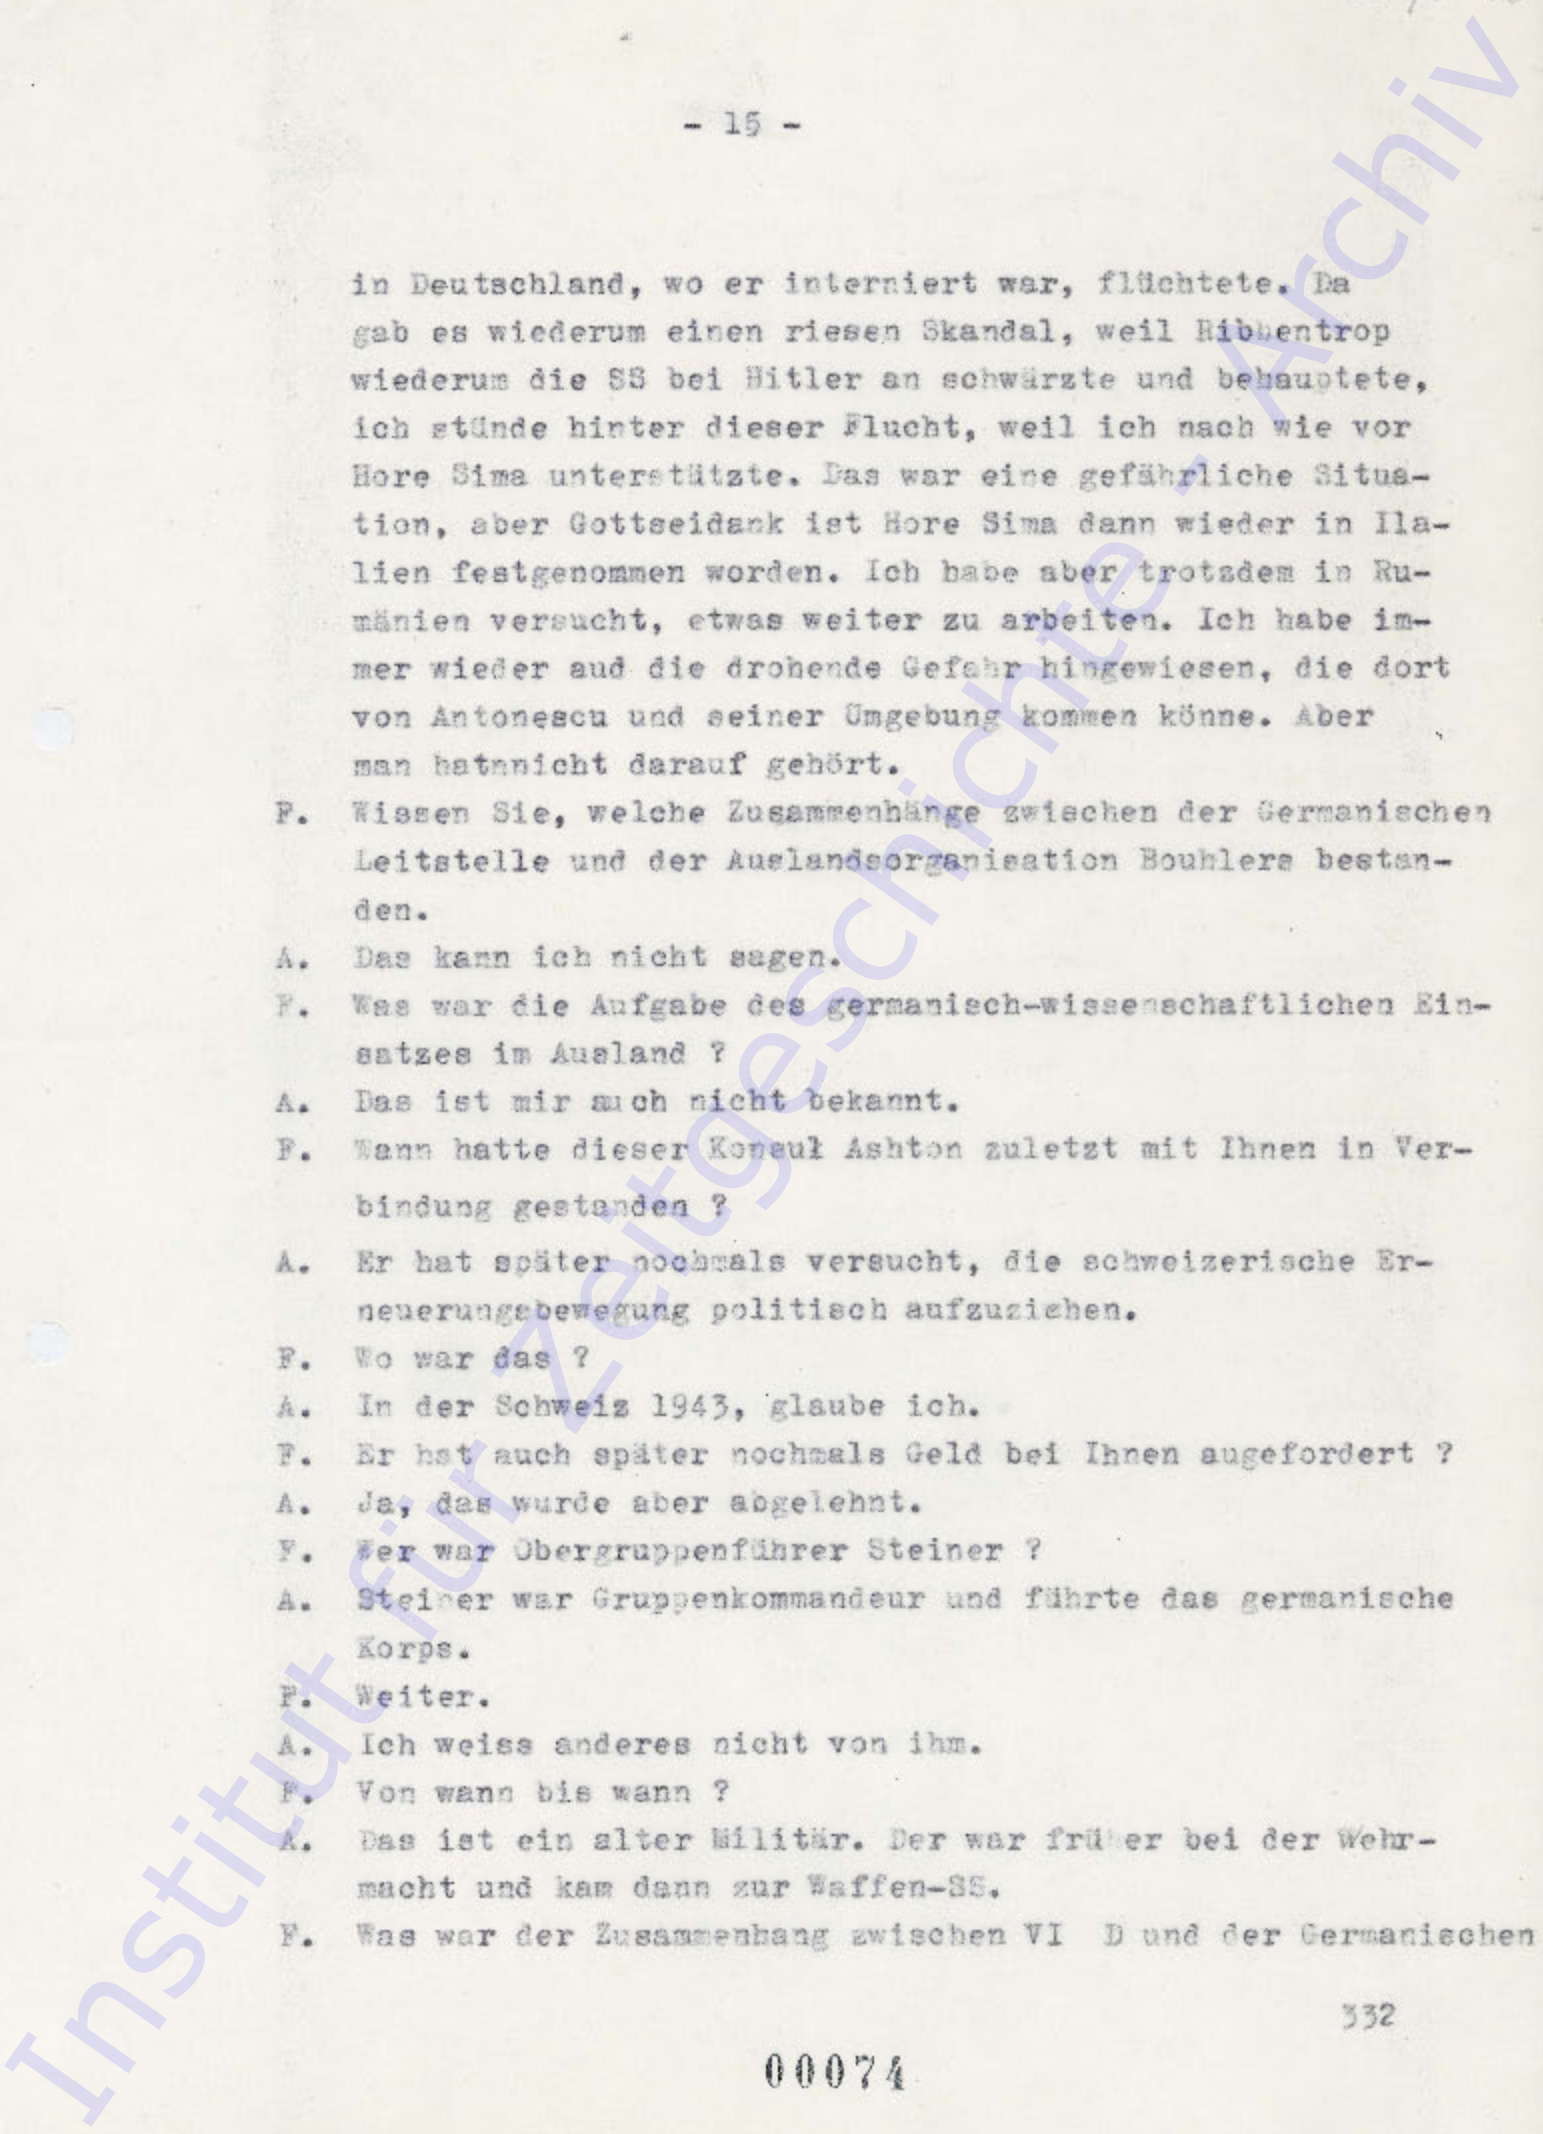 - 15 -
in Deutschland, wo er interniert war, flüchtete. Da
gab es wiederum einen riesen Skandal, weil Ribbentrop
wiederum die SS bei Hitler an schwärzte und behauptete,
ich stünde hinter dieser Flucht, weil ich nach wie vor
Hore Sima unterstützte. Das war eine gefährliche Situa-
tion, aber Gottseidank ist Hore Sima dann wieder in Ila-
lien festgenommen worden. Ich habe aber trotzdem in Ru-
mänien versucht, etwas weiter zu arbeiten. Ich habe im-
mer wieder aud die drohende Gefahr hingewiesen, die dort
von Antonescu und seiner Umgebung kommen könne. Aber
man hatnnicht darauf gehört.
F. Wissen Sie, welche Zusammenhänge zwischen der Germanischen
Leitstelle und der Auslandsorganisation Bouhlers bestan-
den.
A. Das kann ich nicht sagen.
F. Was war die Aufgabe des germanisch-wissenschaftlichen Ein-
satzes im Ausland ?
A. Das ist mir auch nicht bekannt.
F. Wann hatte dieser Konsul Ashton zuletzt mit Ihnen in Ver-
bindung gestanden ?
A. Er hat später nochmals versucht, die schweizerische Er-
neuerungsbewegung politisch aufzuziehen.
F. Wo war das ?
A. In der Schweiz 1943, glaube ich.
F. Er hat auch später nochmals Geld bei Ihnen augefordert ?
A. Ja, das wurde aber abgelehnt.
F. Wer war Obergruppenführer Steiner ?
A. Steiner war Gruppenkommandeur und führte das germanische
Korps.
F. Weiter.
A. Ich weiss anderes nicht von ihm.
F. Von wann bis wann ?
A. Das ist ein alter Militär. Der war früher bei der Wehr-
macht und kam dann zur Waffen-SS.
F. Was war der Zusammenhang zwischen VI D und der Germanischen
332
00074
Institut für Zeitgeschichte - Archiv